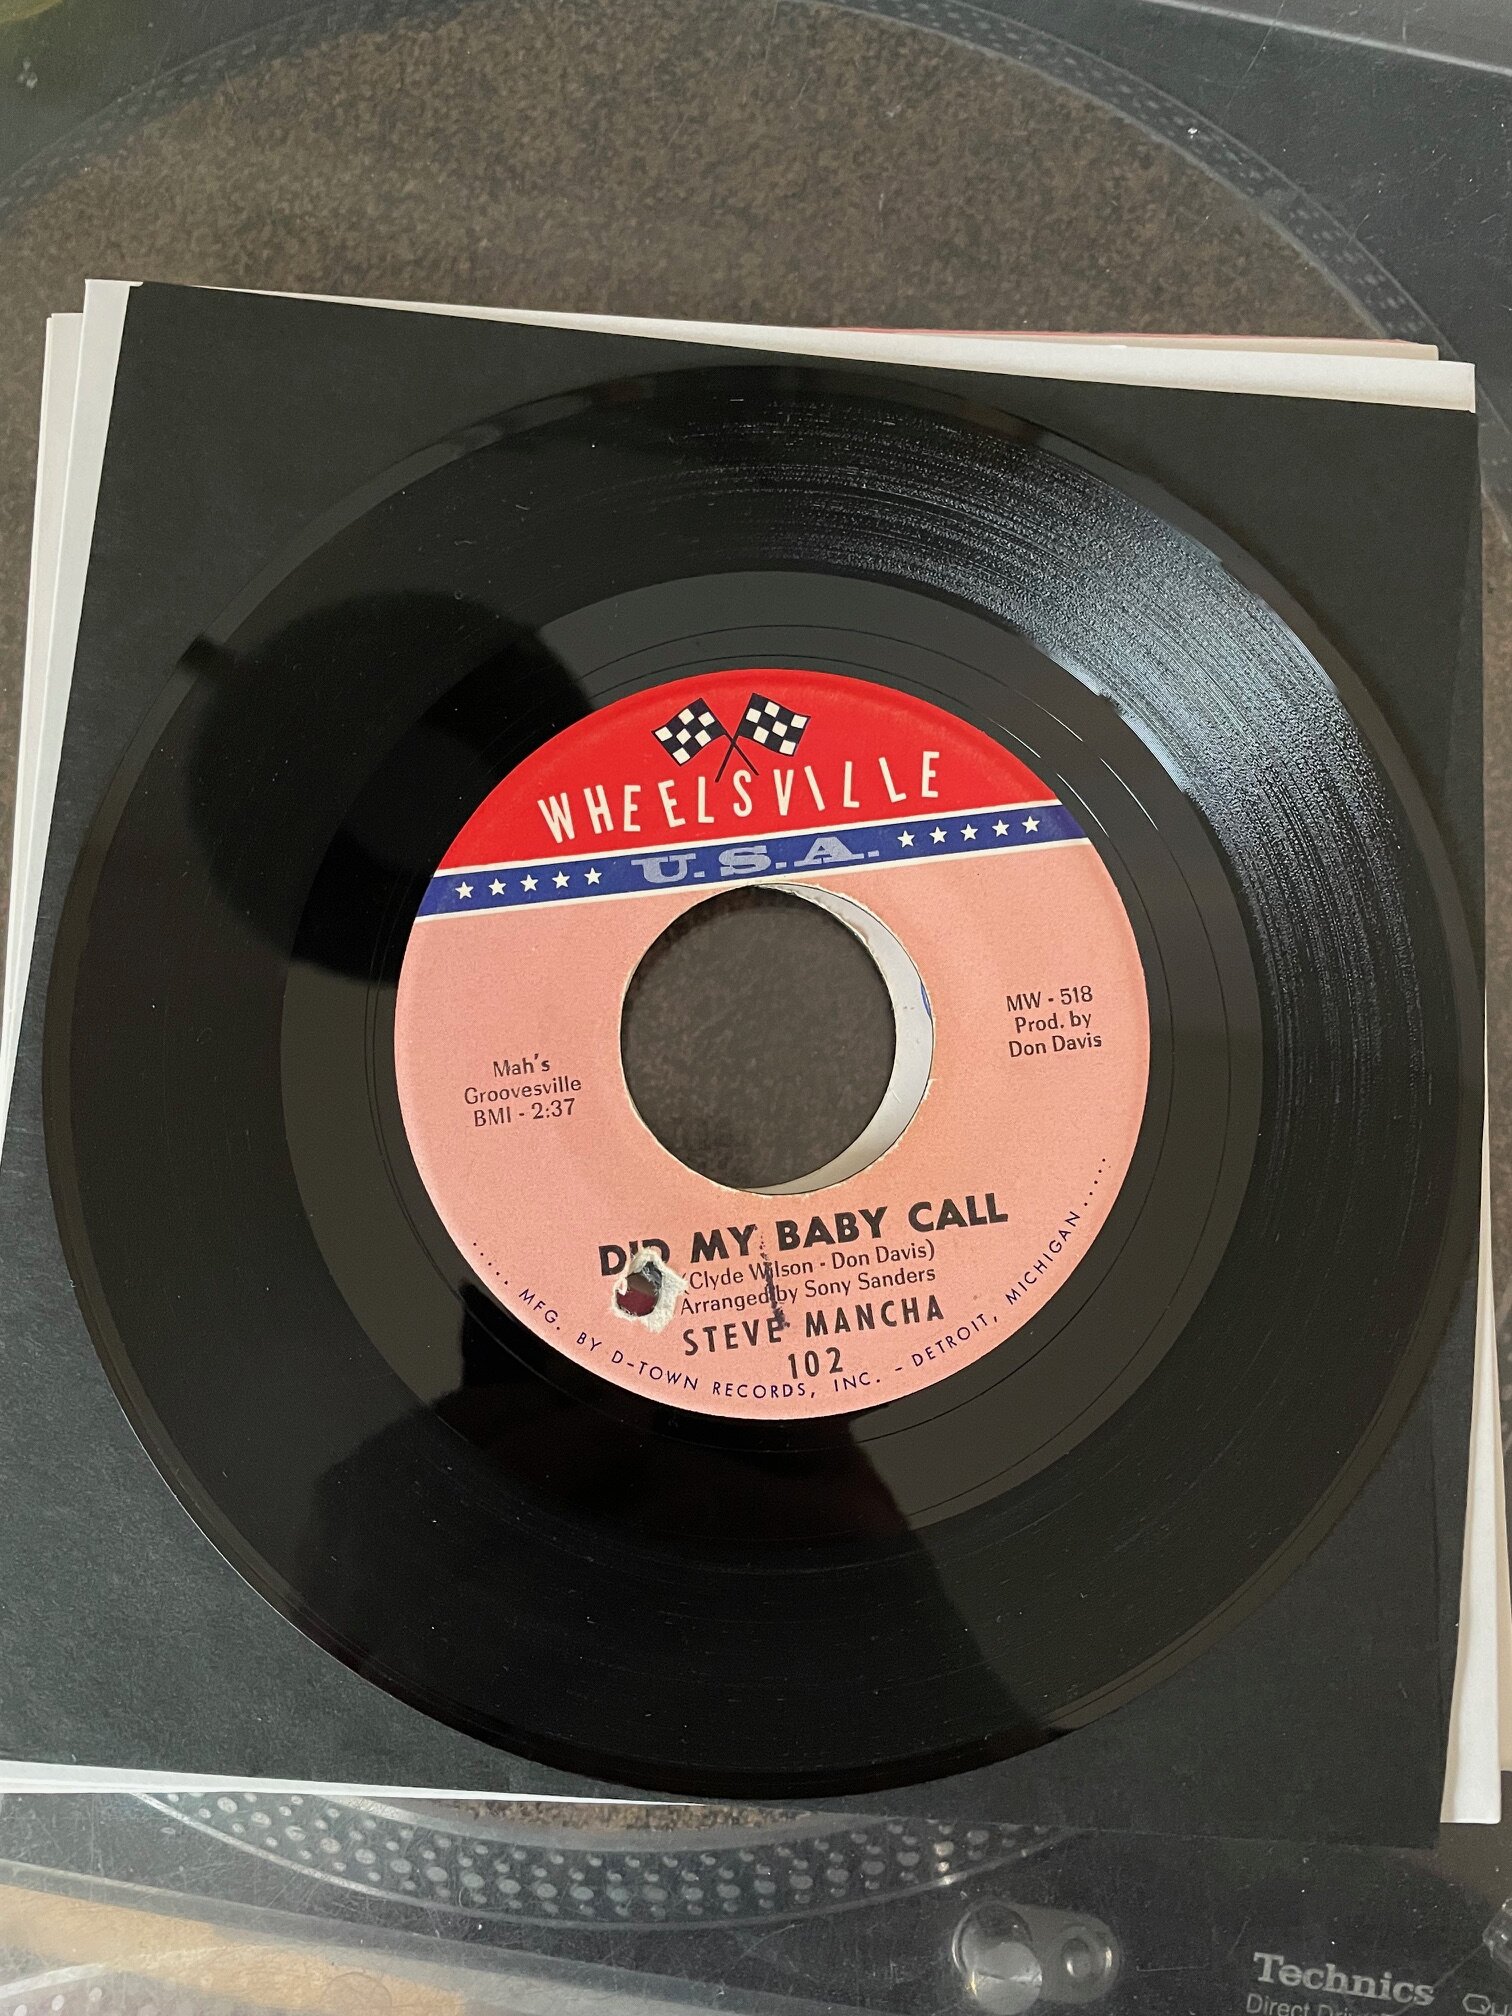 WHEELSVILLE
U.S.A.
MW - 518
Prod. by
Don Davis
Mah's
Groovesville
BMI - 2:37
DID MY BABY CALL
(Clyde Wilson - Don Davis)
Arranged by Sony Sanders
STEVE MANCHA
102
..... MFG. BY D-TOWN RECORDS, INC. - DETROIT, MICHIGAN .....
Technics
Direct